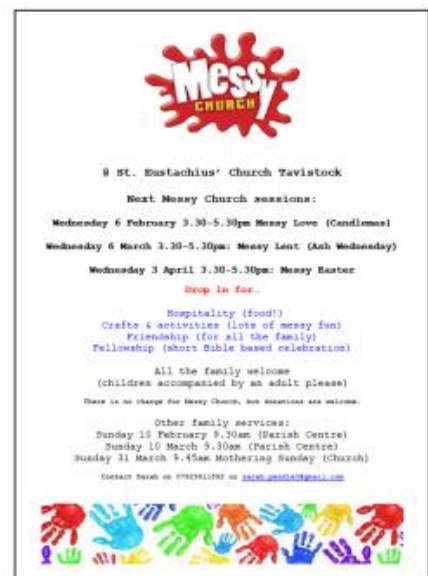 Messy
CHURCH
@ St. Eustachius' Church Tavistock
Next Messy Church sessions:
Wednesday 6 February 3.30-5.30pm Messy Love (Candlemas)
Wednesday 6 March 3.30-5.30pm: Messy Lent (Ash Wednesday)
Wednesday 3 April 3.30-5.30pm: Messy Easter
Drop in for…
Hospitality (food!)
Crafts & activities (lots of messy fun)
Friendship (for all the family)
Fellowship (short Bible based celebration)
All the family welcome
(children accompanied by an adult please)
There is no charge for Messy Church, but donations are welcome.
Other family services:
Sunday 10 February 9.30am (Parish Centre)
Sunday 10 March 9.30am (Parish Centre)
Sunday 31 March 9.45am Mothering Sunday (Church)
Contact Sarah on or